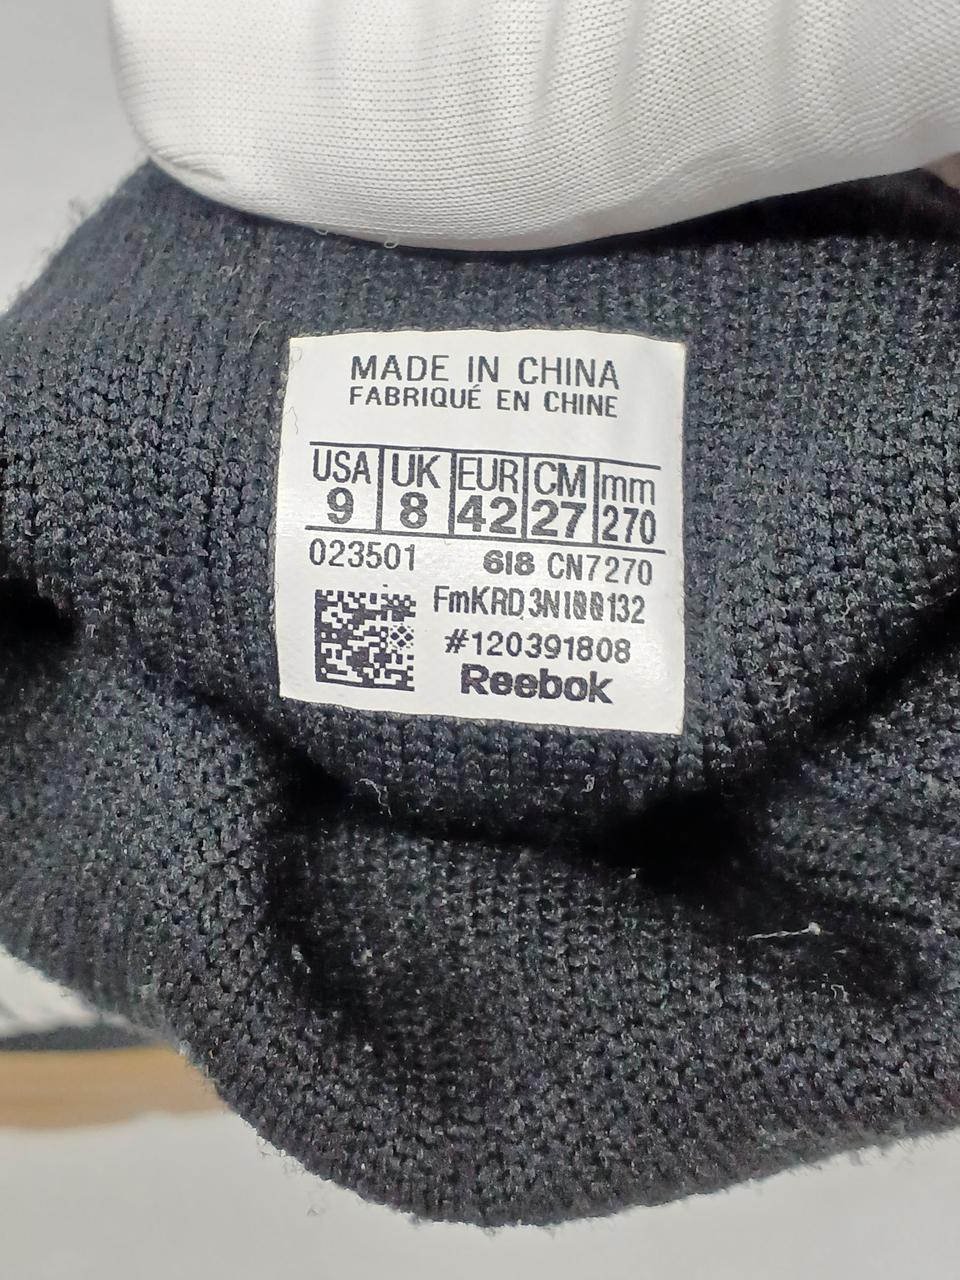 MADE IN CHINA
FABRIQUÉ EN CHINE
USA UK EUR CM mm
9 8 42 27 270
023501 618 CN7270
FmKRD3N100132
#120391808
Reebok